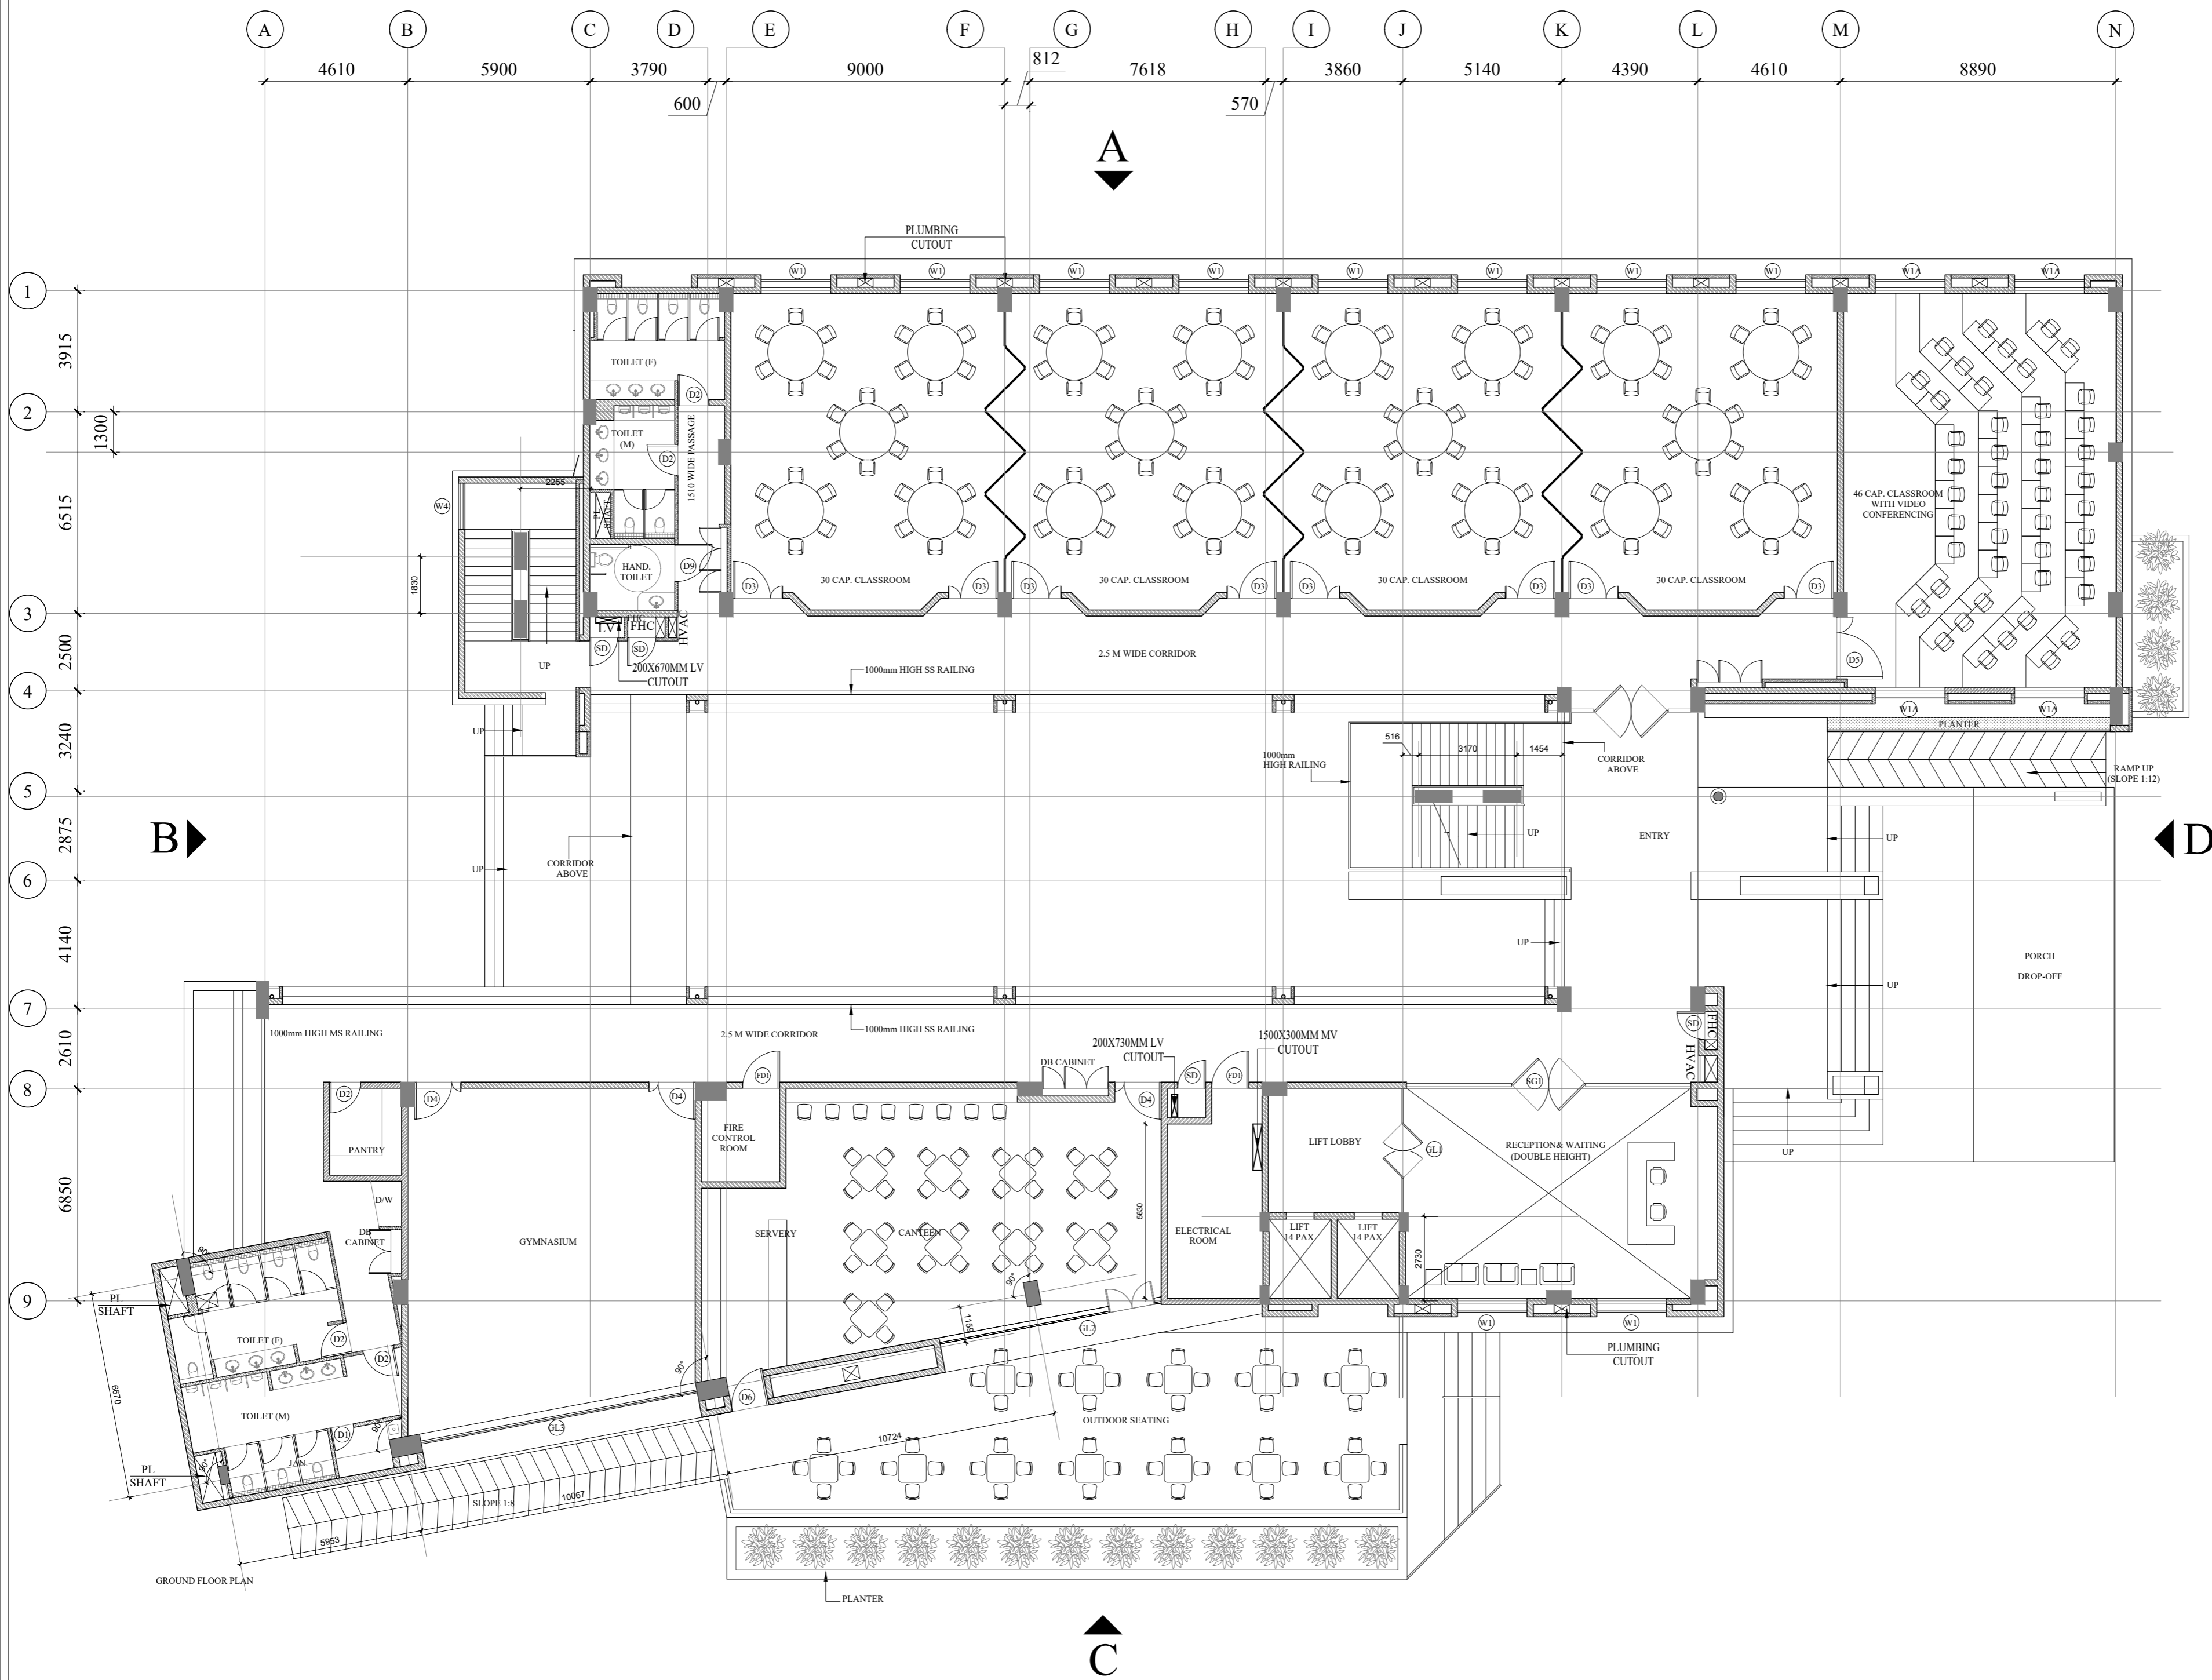 A B C D E F G H I J K L M N
4610 5900 3790 9000 812 7618 3860 5140 4390 4610 8890
600 570
A
PLUMBING
CUTOUT
1 W1 W1 W1 W1 W1 W1 W1 W1 W1A W1A
3915
TOILET (F)
D2
2
1300
TOILET
(M)
D2
1510 WIDE PASSAGE
6515
2255
W4
PL
SHAFT
46 CAP. CLASSROOM
WITH VIDEO
CONFERENCING
1830
HAND.
TOILET
D9
30 CAP. CLASSROOM 30 CAP. CLASSROOM 30 CAP. CLASSROOM 30 CAP. CLASSROOM
D3 D3 D3 D3 D3 D3 D3 D3
3
LV
FHC
FHC
HVAC
SD SD
2500
UP
200X670MM LV
CUTOUT
2.5 M WIDE CORRIDOR
1000mm HIGH SS RAILING
D5
4
W1A W1A
PLANTER
3240
UP
516 3170 1454
1000mm
HIGH RAILING
CORRIDOR
ABOVE
RAMP UP
(SLOPE 1:12)
5
2875
B
UP
ENTRY
UP
D
CORRIDOR
ABOVE
UP
6
4140
UP
PORCH
DROP-OFF
UP
7
1000mm HIGH MS RAILING
2.5 M WIDE CORRIDOR
1000mm HIGH SS RAILING
2610
200X730MM LV
CUTOUT
1500X300MM MV
CUTOUT
SD
FHC
HVAC
DB CABINET
8
D2 D4 D4 FD1 D4 SD FD1 SG1
FIRE
CONTROL
ROOM
PANTRY
LIFT LOBBY
GL1
RECEPTION& WAITING
(DOUBLE HEIGHT)
UP
6850
D/W
DB
CABINET
GYMNASIUM
SERVERY
CANTEEN
5630
ELECTRICAL
ROOM
LIFT
14 PAX
LIFT
14 PAX
2730
90°
90°
9
PL
SHAFT
1159
GL2
W1 W1
TOILET (F)
D2
D2
PLUMBING
CUTOUT
90°
D6
6670
TOILET (M)
D1
90°
GL3
10724
OUTDOOR SEATING
PL
SHAFT
90°
JAN.
SLOPE 1:8
10067
5953
GROUND FLOOR PLAN
PLANTER
C